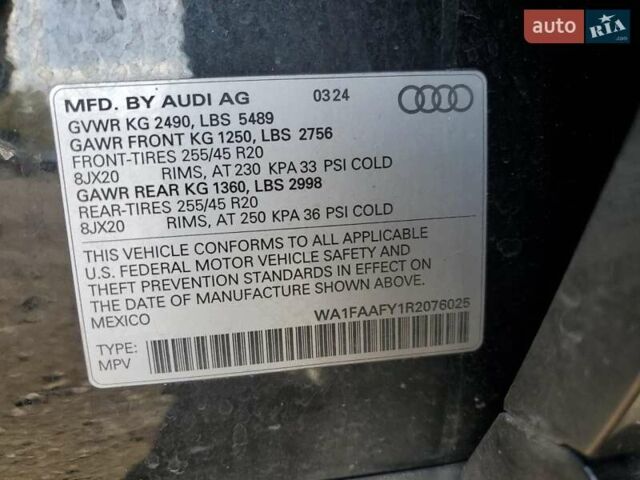 auto RIA.com
MFD. BY AUDI AG 0324
GVWR KG 2490, LBS 5489
GAWR FRONT KG 1250, LBS 2756
FRONT-TIRES 255/45 R20
8JX20 RIMS, AT 230 KPA 33 PSI COLD
GAWR REAR KG 1360, LBS 2998
REAR-TIRES 255/45 R20
8JX20 RIMS, AT 250 KPA 36 PSI COLD
THIS VEHICLE CONFORMS TO ALL APPLICABLE
U.S. FEDERAL MOTOR VEHICLE SAFETY AND
THEFT PREVENTION STANDARDS IN EFFECT ON
THE DATE OF MANUFACTURE SHOWN ABOVE.
MEXICO WA1FAAFY1R2076025
TYPE:
MPV